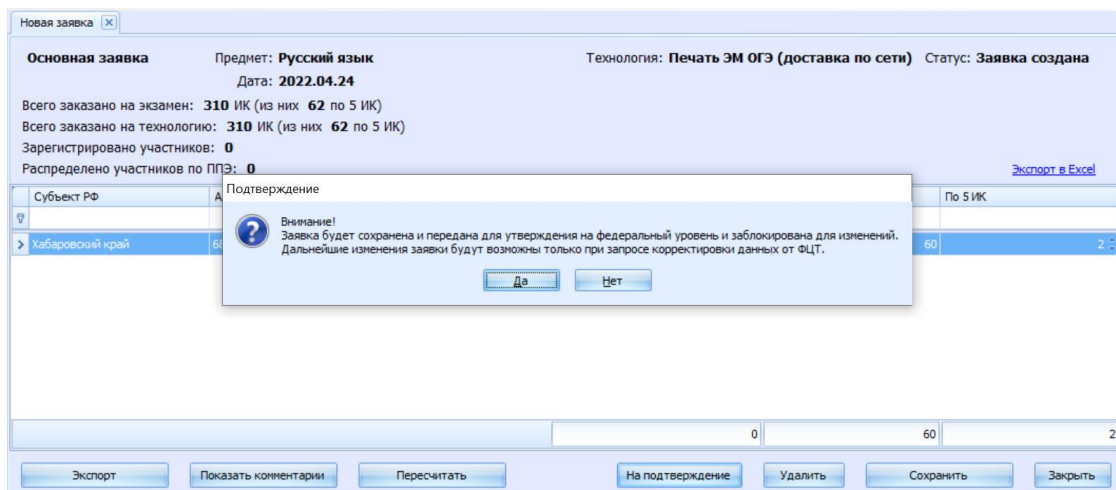 Новая заявка
Основная заявка Предмет: Русский язык Технология: Печать ЭМ ОГЭ (доставка по сети) Статус: Заявка создана
Дата: 2022.04.24
Всего заказано на экзамен: 310 ИК (из них 62 по 5 ИК)
Всего заказано на технологию: 310 ИК (из них 62 по 5 ИК)
Зарегистрировано участников: 0
Распределено участников по ППЭ: 0 Экспорт в Excel
Субъект РФ А По 5 ИК
Подтверждение
Внимание!
Заявка будет сохранена и передана для утверждения на федеральный уровень и заблокирована для изменений.
Дальнейшие изменения заявки будут возможны только при запросе корректировки данных от ФЦТ.
Да Нет
Хабаровский край 68 60 2
0 60 2
Экспорт Показать комментарии Пересчитать На подтверждение Удалить Сохранить Закрыть